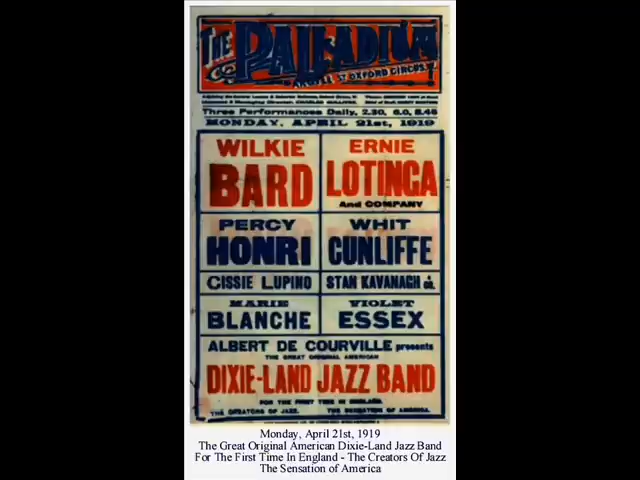 THE PALLADIUM
ARGYLL ST OXFORD CIRCUS
Three Performances Daily, 2.30, 6.0, 8.45
MONDAY, APRIL 21st, 1919
WILKIE BARD
ERNIE LOTINGA
And COMPANY
PERCY HONRI
WHIT CUNLIFFE
CISSIE LUPINO
STAN KAVANAGH & Co.
MARIE BLANCHE
VIOLET ESSEX
ALBERT DE COURVILLE presents
THE GREAT ORIGINAL AMERICAN
DIXIE-LAND JAZZ BAND
FOR THE FIRST TIME IN ENGLAND.
THE CREATORS OF JAZZ. THE SENSATION OF AMERICA.
Monday, April 21st, 1919
The Great Original American Dixie-Land Jazz Band
For The First Time In England - The Creators Of Jazz
The Sensation of America